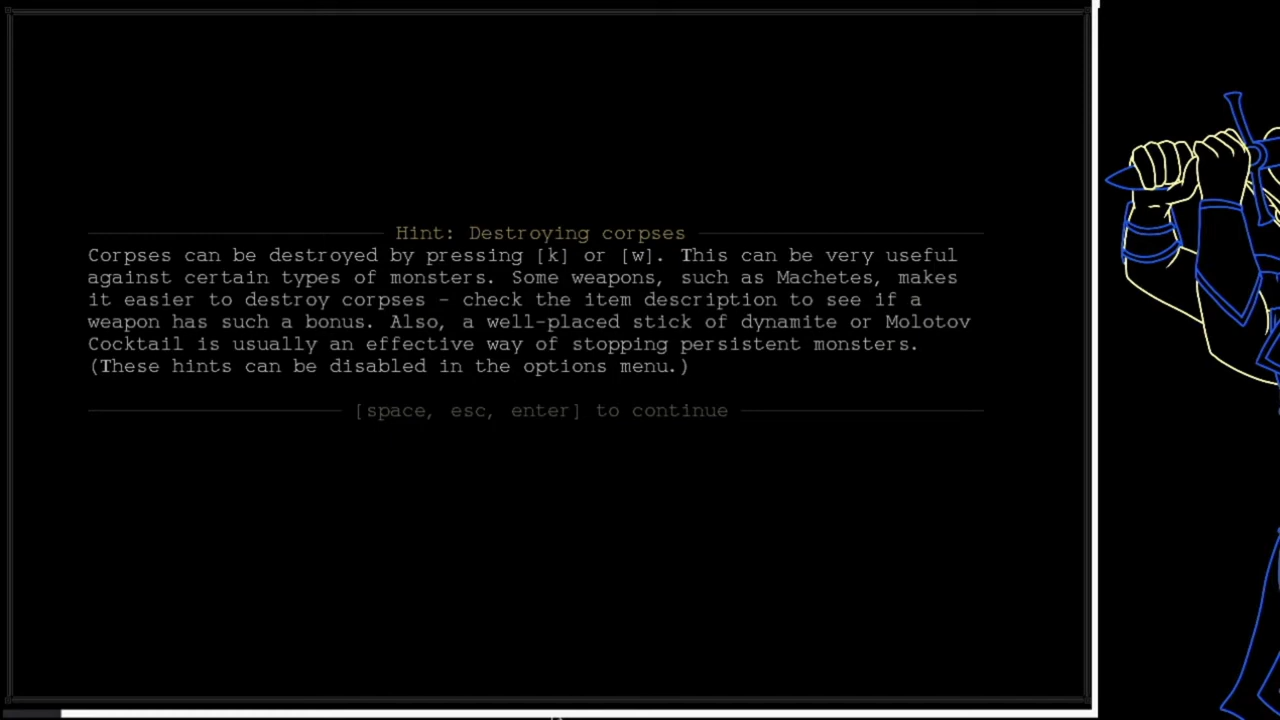 Hint: Destroying corpses
Corpses can be destroyed by pressing [k] or [w]. This can be very useful
against certain types of monsters. Some weapons, such as Machetes, makes
it easier to destroy corpses - check the item description to see if a
weapon has such a bonus. Also, a well-placed stick of dynamite or Molotov
Cocktail is usually an effective way of stopping persistent monsters.
(These hints can be disabled in the options menu.)
[space, esc, enter] to continue